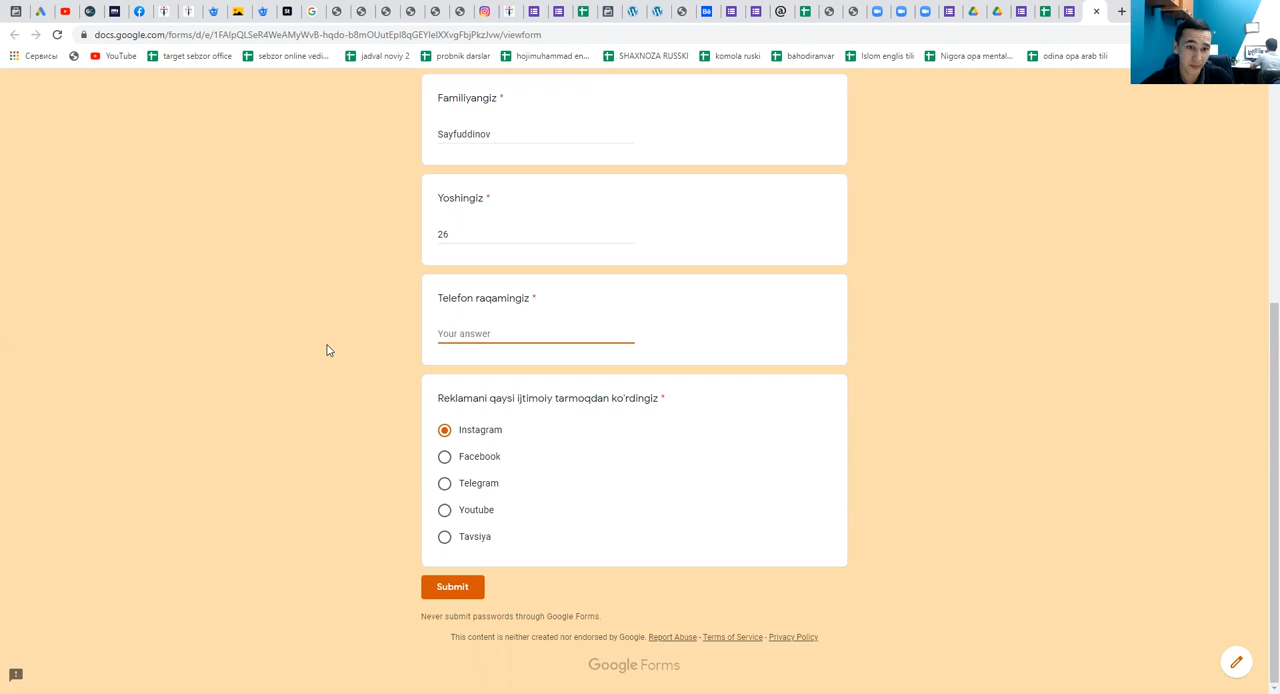 docs.google.com/forms/d/e/1FAIpQLSeR4WeAMyWvB-hqdo-b8mOUutEpI8qGEYleIXXvgFbjPkzJvw/viewform
Сервисы YouTube target sebzor office sebzor online vedi... jadval noviy 2 probnik darslar hojimuhammad en... SHAXNOZA RUSSKI komola ruski bahodiranvar Islom englis tili Nigora opa mental... odina opa arab tili
Familiyangiz *
Sayfuddinov
Yoshingiz *
26
Telefon raqamingiz *
Your answer
Reklamani qaysi ijtimoiy tarmoqdan ko'rdingiz *
Instagram
Facebook
Telegram
Youtube
Tavsiya
Submit
Never submit passwords through Google Forms.
This content is neither created nor endorsed by Google. Report Abuse - Terms of Service - Privacy Policy
Google Forms